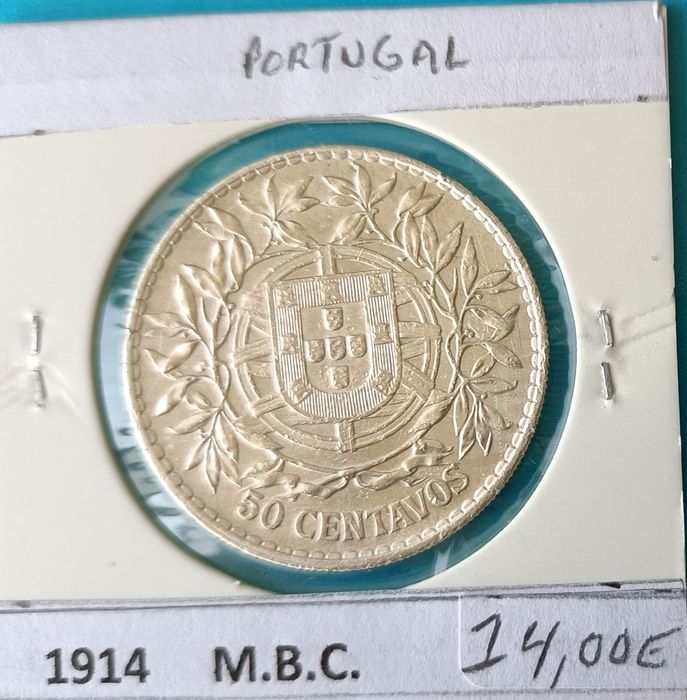 PORTUGAL
50 CENTAVOS
1914 M.B.C. 14,00€